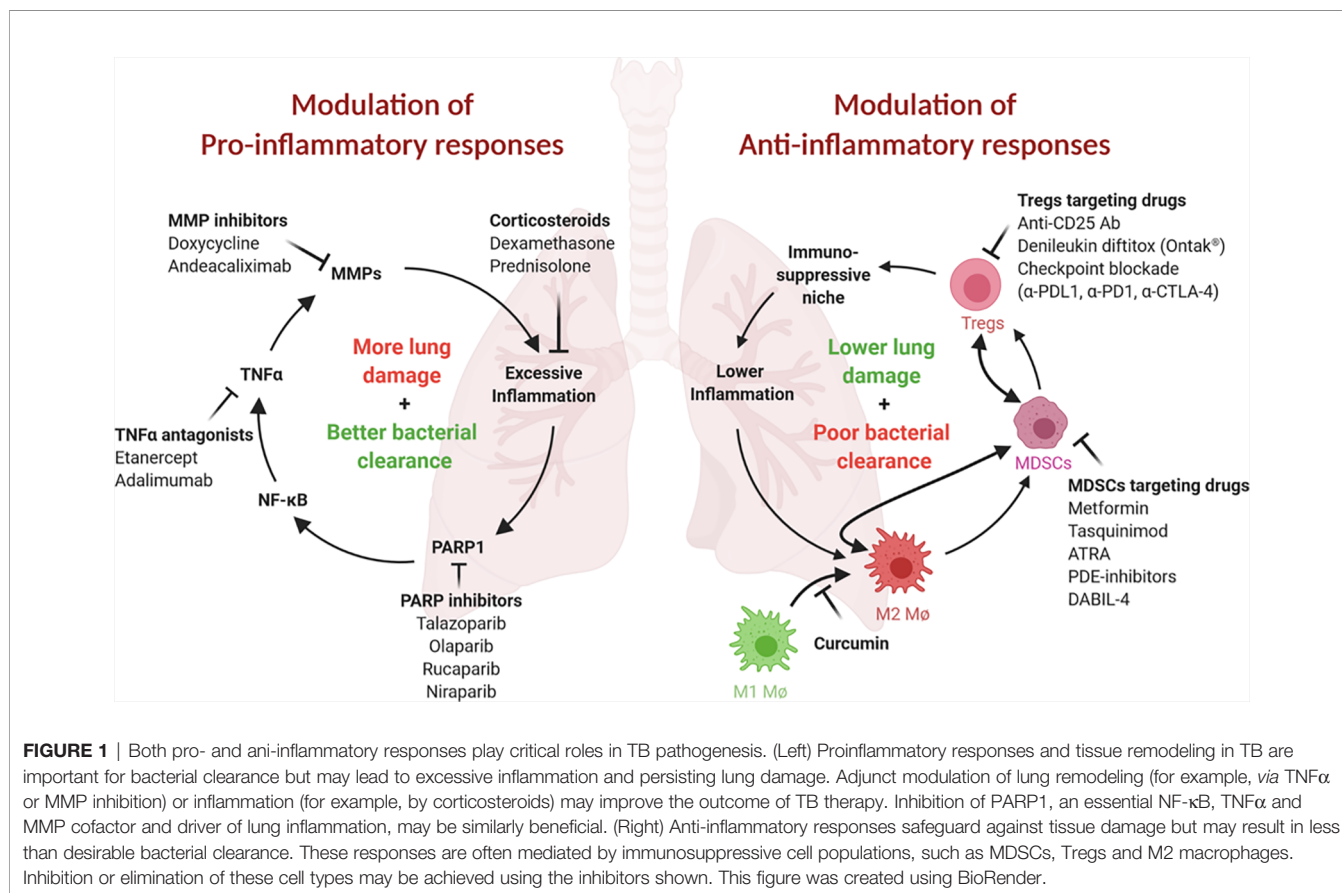 Modulation of
Pro-inflammatory responses
MMP inhibitors
Doxycycline
Andeacaliximab
MMPs
Corticosteroids
Dexamethasone
Prednisolone
More lung
damage
+
Better bacterial
clearance
Excessive
Inflammation
TNFα
TNFα antagonists
Etanercept
Adalimumab
NF-κB
PARP1
PARP inhibitors
Talazoparib
Olaparib
Rucaparib
Niraparib
Modulation of
Anti-inflammatory responses
Tregs targeting drugs
Anti-CD25 Ab
Denileukin diftitox (Ontak®)
Checkpoint blockade
(α-PDL1, α-PD1, α-CTLA-4)
Immuno-
suppressive
niche
Tregs
Lower
Inflammation
Lower lung
damage
+
Poor bacterial
clearance
MDSCs
MDSCs targeting drugs
Metformin
Tasquinimod
ATRA
PDE-inhibitors
DABIL-4
M2 Mø
Curcumin
M1 Mø
FIGURE 1 | Both pro- and ani-inflammatory responses play critical roles in TB pathogenesis. (Left) Proinflammatory responses and tissue remodeling in TB are
important for bacterial clearance but may lead to excessive inflammation and persisting lung damage. Adjunct modulation of lung remodeling (for example, via TNFα
or MMP inhibition) or inflammation (for example, by corticosteroids) may improve the outcome of TB therapy. Inhibition of PARP1, an essential NF-κB, TNFα and
MMP cofactor and driver of lung inflammation, may be similarly beneficial. (Right) Anti-inflammatory responses safeguard against tissue damage but may result in less
than desirable bacterial clearance. These responses are often mediated by immunosuppressive cell populations, such as MDSCs, Tregs and M2 macrophages.
Inhibition or elimination of these cell types may be achieved using the inhibitors shown. This figure was created using BioRender.